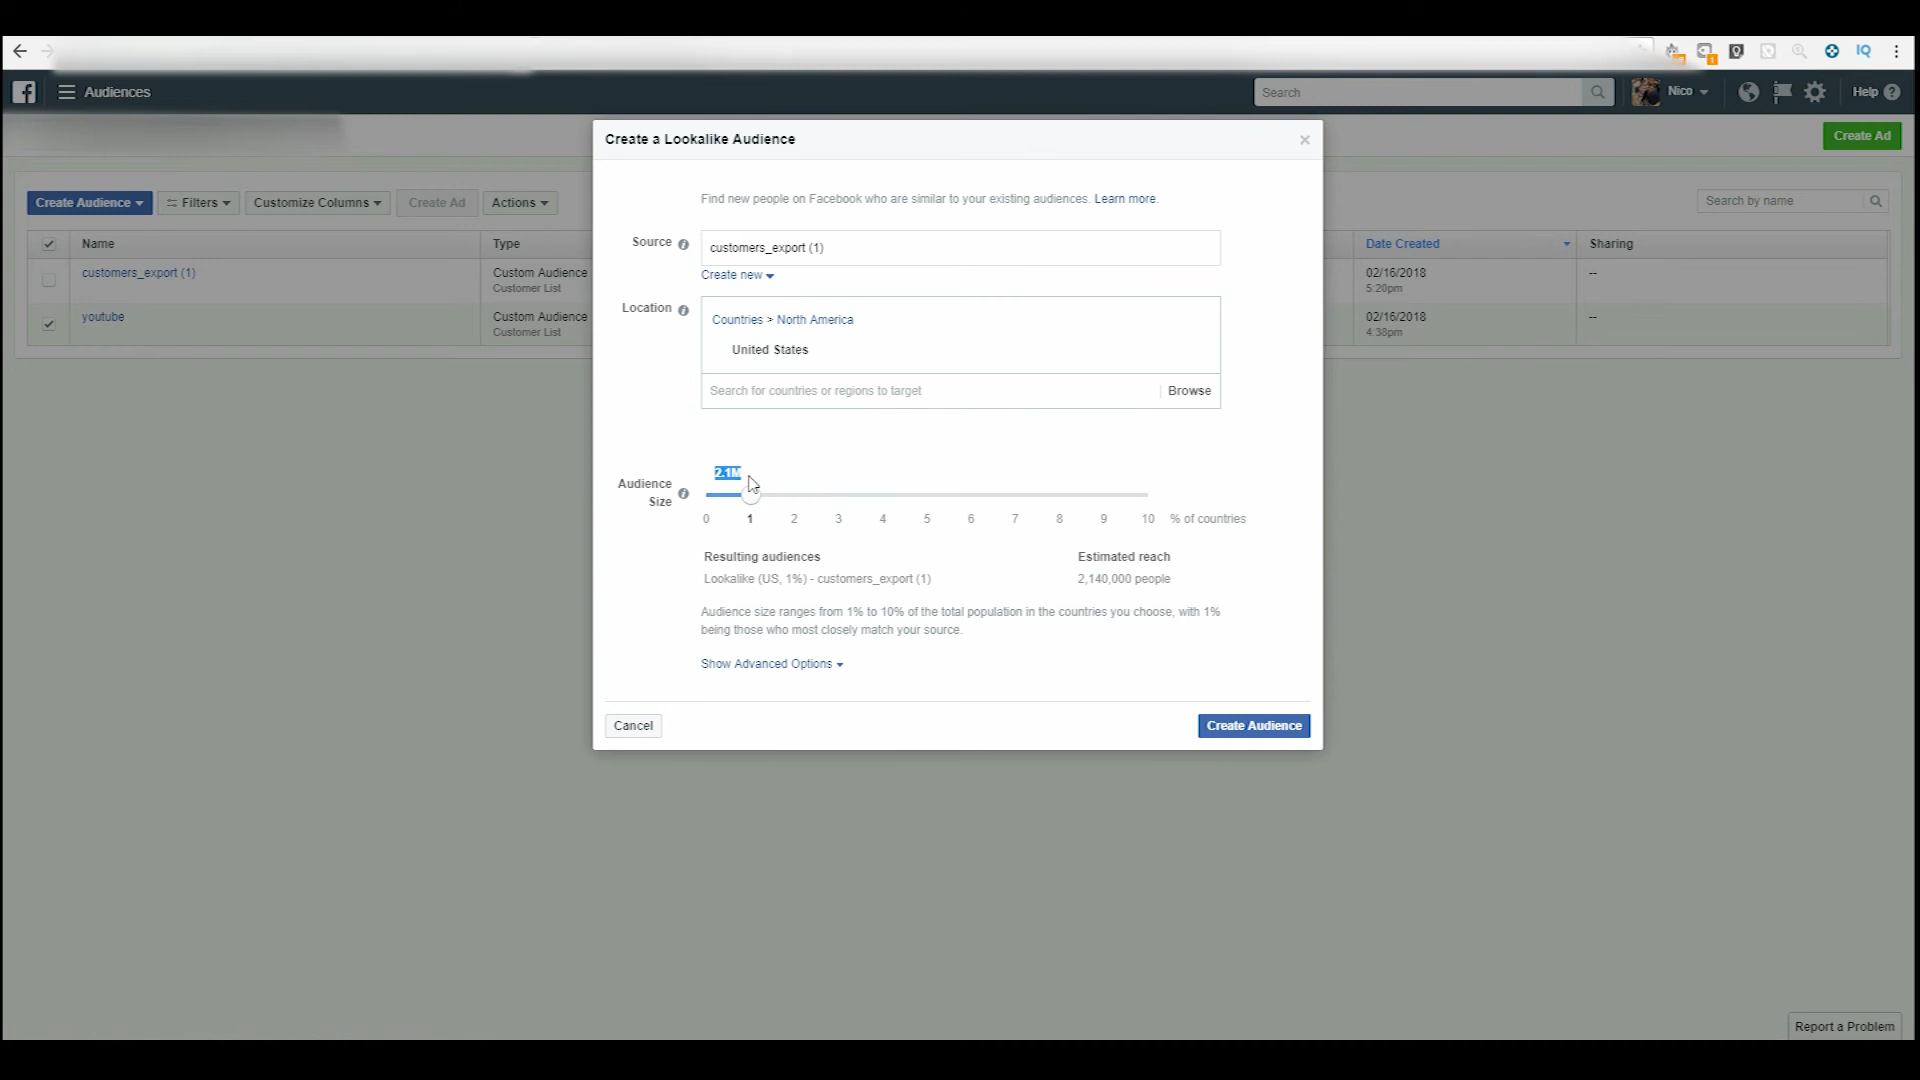 IQ
Audiences
Search
Nico
Help
Create a Lookalike Audience
Create Ad
Find new people on Facebook who are similar to your existing audiences. Learn more.
Create Audience
Filters
Customize Columns
Create Ad
Actions
Search by name
Name
Type
Date Created
Sharing
customers_export (1)
Custom Audience
Customer List
02/16/2018
5:20pm
--
youtube
Custom Audience
Customer List
02/16/2018
4:38pm
--
Source
customers_export (1)
Create new
Location
Countries > North America
United States
Search for countries or regions to target
Browse
2.1M
Audience
Size
0 1 2 3 4 5 6 7 8 9 10 % of countries
Resulting audiences
Estimated reach
Lookalike (US, 1%) - customers_export (1)
2,140,000 people
Audience size ranges from 1% to 10% of the total population in the countries you choose, with 1%
being those who most closely match your source.
Show Advanced Options
Cancel
Create Audience
Report a Problem